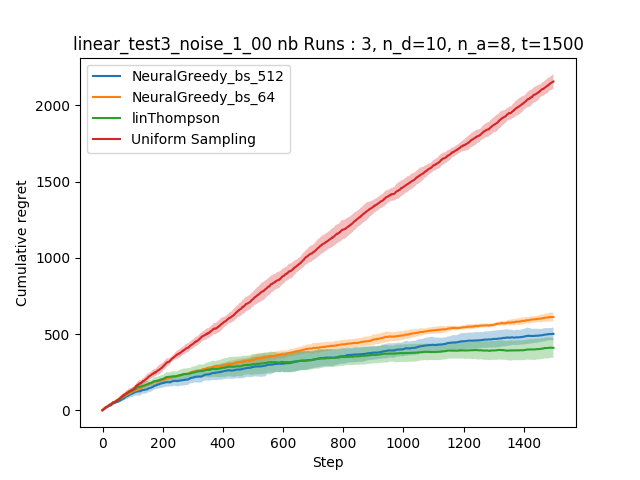 linear_test3_noise_1_00 nb Runs : 3, n_d=10, n_a=8, t=1500
NeuralGreedy_bs_512
NeuralGreedy_bs_64
linThompson
Uniform Sampling
Cumulative regret
2000
1500
1000
500
0
0 200 400 600 800 1000 1200 1400
Step